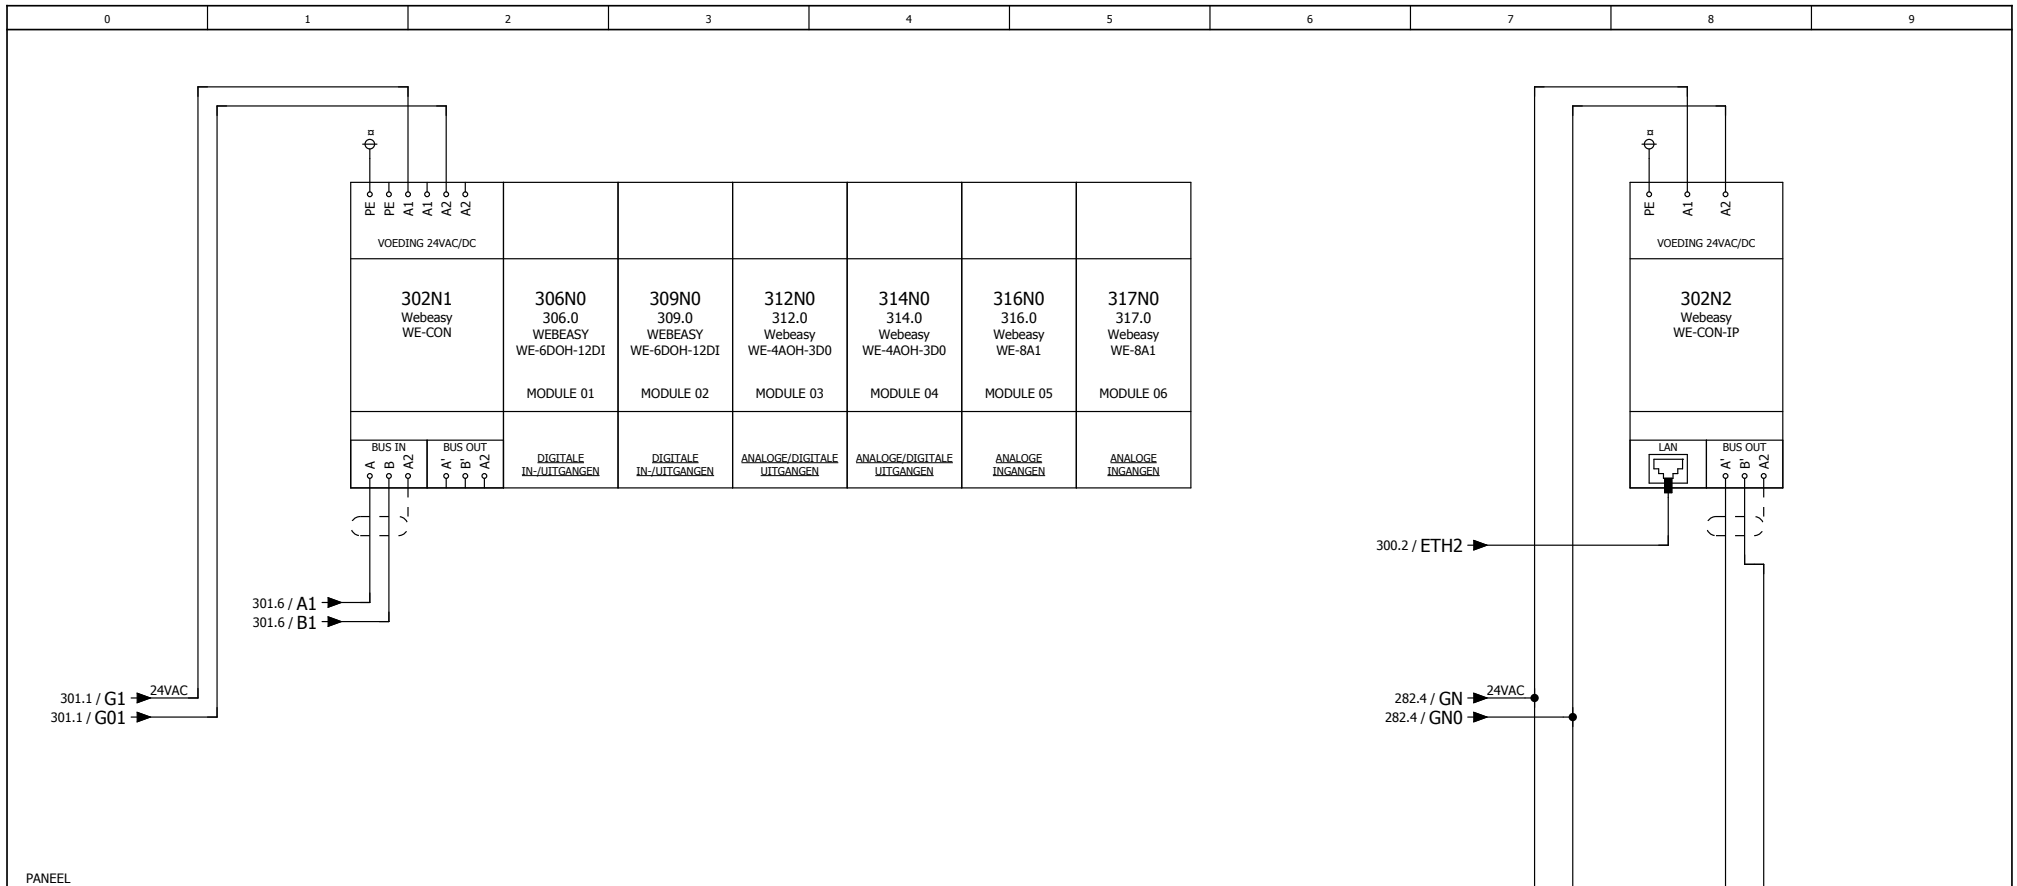 0 1 2 3 4 5 6 7 8 9
¤
PE PE A1 A1 A2 A2
VOEDING 24VAC/DC
302N1
Webeasy
WE-CON
BUS IN
A B A2
BUS OUT
A' B' A2
306N0
306.0
WEBEASY
WE-6DOH-12DI
MODULE 01
DIGITALE
IN-/UITGANGEN
309N0
309.0
WEBEASY
WE-6DOH-12DI
MODULE 02
DIGITALE
IN-/UITGANGEN
312N0
312.0
Webeasy
WE-4AOH-3D0
MODULE 03
ANALOGE/DIGITALE
UITGANGEN
314N0
314.0
Webeasy
WE-4AOH-3D0
MODULE 04
ANALOGE/DIGITALE
UITGANGEN
316N0
316.0
Webeasy
WE-8A1
MODULE 05
ANALOGE
INGANGEN
317N0
317.0
Webeasy
WE-8A1
MODULE 06
ANALOGE
INGANGEN
¤
PE A1 A2
VOEDING 24VAC/DC
302N2
Webeasy
WE-CON-IP
LAN
BUS OUT
A' B' A2
300.2 / ETH2
301.6 / A1
301.6 / B1
301.1 / G1 24VAC
301.1 / G01
282.4 / GN 24VAC
282.4 / GN0
PANEEL